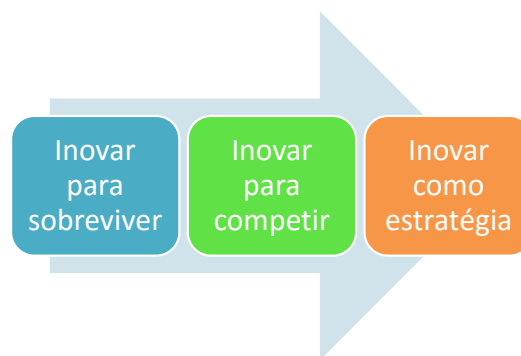 Inovar
para
sobreviver
Inovar
para
competir
Inovar
como
estratégia